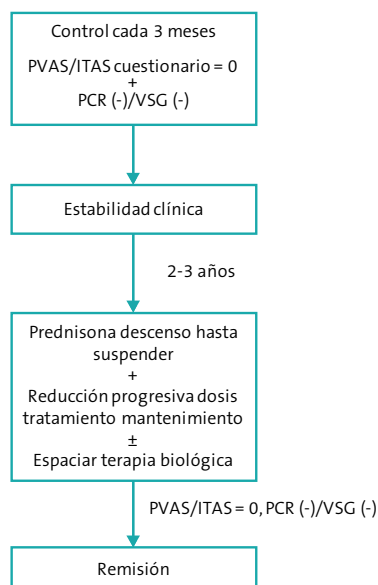 Control cada 3 meses
PVAS/ITAS cuestionario = 0
+
PCR (-)/VSG (-)
Estabilidad clínica
2-3 años
Prednisona descenso hasta
suspender
+
Reducción progresiva dosis
tratamiento mantenimiento
±
Espaciar terapia biológica
PVAS/ITAS = 0, PCR (-)/VSG (-)
Remisión